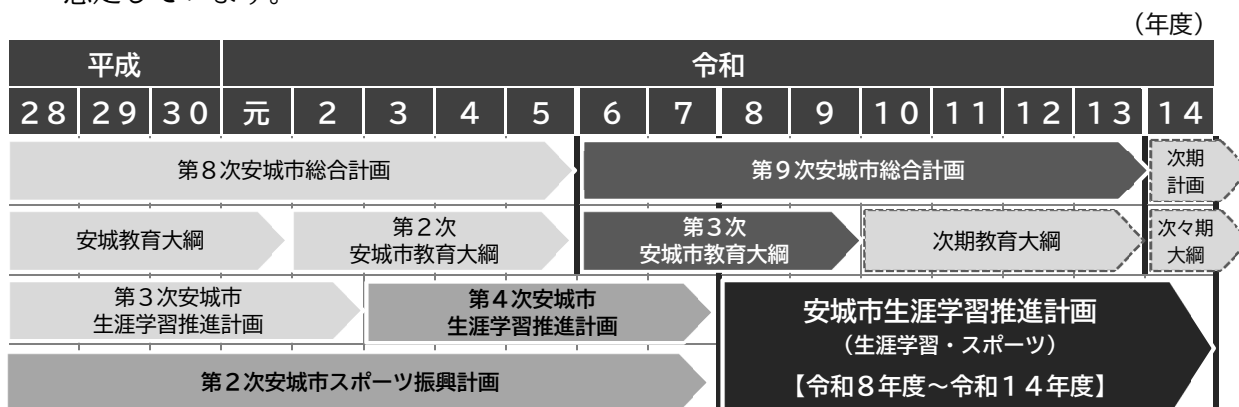 （年度）
平成 令和
28 29 30 元 2 3 4 5 6 7 8 9 10 11 12 13 14
第８次安城市総合計画 第９次安城市総合計画 次期
計画
安城教育大綱 第２次
安城市教育大綱 第３次
安城市教育大綱 次期教育大綱 次々期
大綱
第３次安城市
生涯学習推進計画 第４次安城市
生涯学習推進計画 安城市生涯学習推進計画
（生涯学習・スポーツ）
【令和８年度～令和１４年度】
第２次安城市スポーツ振興計画